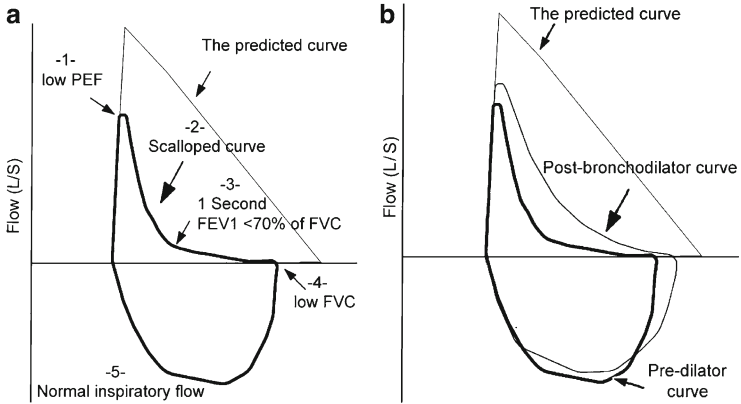 a
The predicted curve
-1-
low PEF
-2-
Scalloped curve
-3-
1 Second
FEV1 <70% of FVC
-4-
low FVC
-5-
Normal inspiratory flow
Flow (L/S)
b
The predicted curve
Post-bronchodilator curve
Pre-dilator
curve
Flow (L/S)